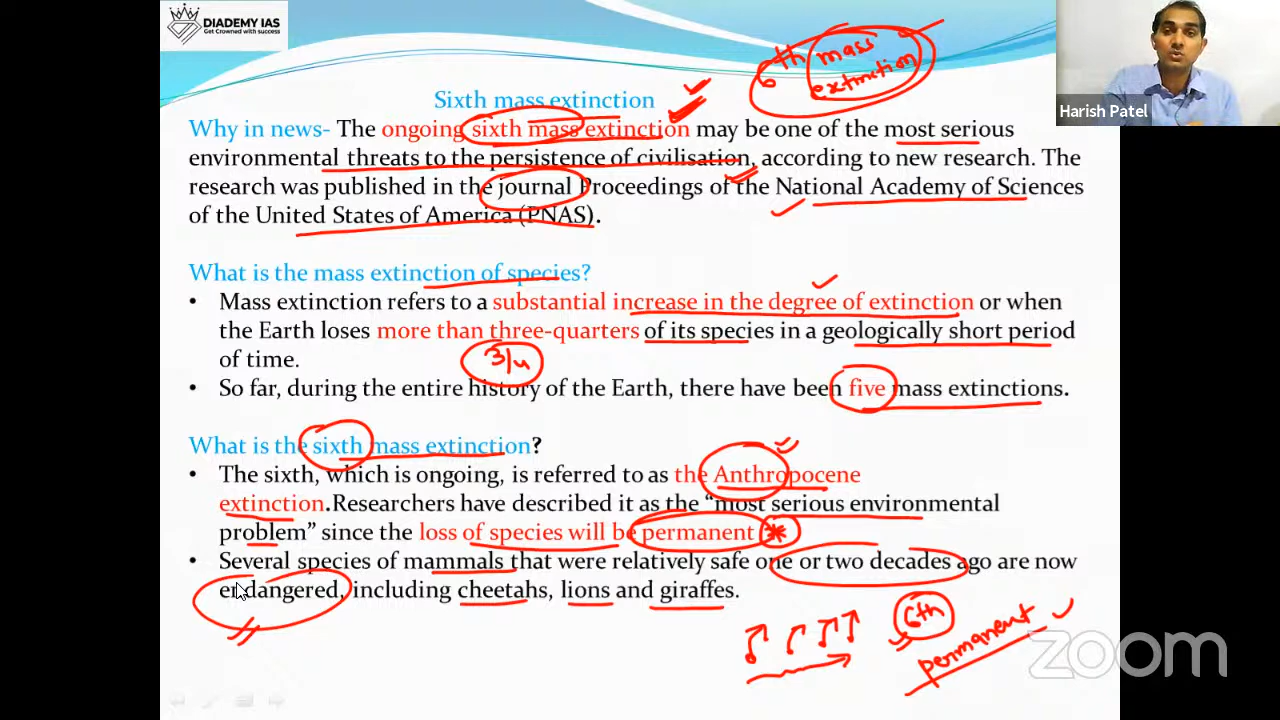 DIADEMY IAS
Get Crowned with success
6th mass
extinction
Harish Patel
Sixth mass extinction
Why in news- The ongoing sixth mass extinction may be one of the most serious
environmental threats to the persistence of civilisation, according to new research. The
research was published in the journal Proceedings of the National Academy of Sciences
of the United States of America (PNAS).
What is the mass extinction of species?
• Mass extinction refers to a substantial increase in the degree of extinction or when
the Earth loses more than three-quarters of its species in a geologically short period
of time.
3/4
• So far, during the entire history of the Earth, there have been five mass extinctions.
What is the sixth mass extinction?
• The sixth, which is ongoing, is referred to as the Anthropocene
extinction.Researchers have described it as the “most serious environmental
problem” since the loss of species will be permanent
• Several species of mammals that were relatively safe one or two decades ago are now
endangered, including cheetahs, lions and giraffes.
6th
permanent
zoom